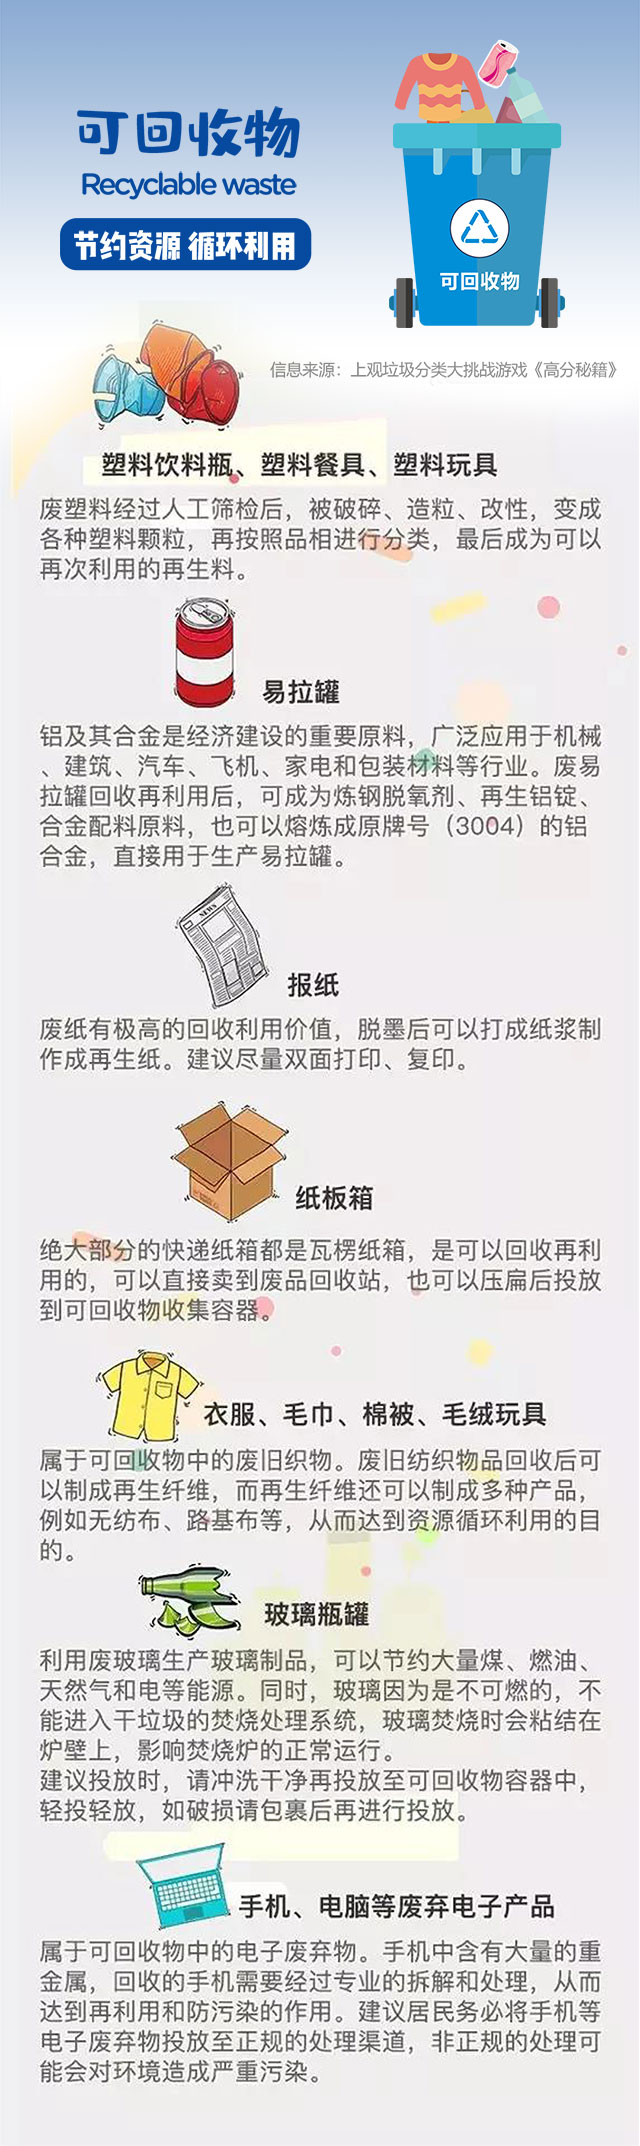 可回收物
Recyclable waste
节约资源 循环利用
可回收物
信息来源：上观垃圾分类大挑战游戏《高分秘籍》
塑料饮料瓶、塑料餐具、塑料玩具
废塑料经过人工筛检后，被破碎、造粒、改性，变成
各种塑料颗粒，再按照品相进行分类，最后成为可以
再次利用的再生料。
易拉罐
铝及其合金是经济建设的重要原料，广泛应用于机械
、建筑、汽车、飞机、家电和包装材料等行业。废易
拉罐回收再利用后，可成为炼钢脱氧剂、再生铝锭、
合金配料原料，也可以熔炼成原牌号（3004）的铝
合金，直接用于生产易拉罐。
NEWS
报纸
废纸有极高的回收利用价值，脱墨后可以打成纸浆制
作成再生纸。建议尽量双面打印、复印。
纸板箱
绝大部分的快递纸箱都是瓦楞纸箱，是可以回收再利
用的，可以直接卖到废品回收站，也可以压扁后投放
到可回收物收集容器。
衣服、毛巾、棉被、毛绒玩具
属于可回收物中的废旧织物。废旧纺织物品回收后可
以制成再生纤维，而再生纤维还可以制成多种产品，
例如无纺布、路基布等，从而达到资源循环利用的目
的。
玻璃瓶罐
利用废玻璃生产玻璃制品，可以节约大量煤、燃油、
天然气和电等能源。同时，玻璃因为是不可燃的，不
能进入干垃圾的焚烧处理系统，玻璃焚烧时会粘结在
炉壁上，影响焚烧炉的正常运行。
建议投放时，请冲洗干净再投放至可回收物容器中，
轻投轻放，如破损请包裹后再进行投放。
手机、电脑等废弃电子产品
属于可回收物中的电子废弃物。手机中含有大量的重
金属，回收的手机需要经过专业的拆解和处理，从而
达到再利用和防污染的作用。建议居民务必将手机等
电子废弃物投放至正规的处理渠道，非正规的处理可
能会对环境造成严重污染。